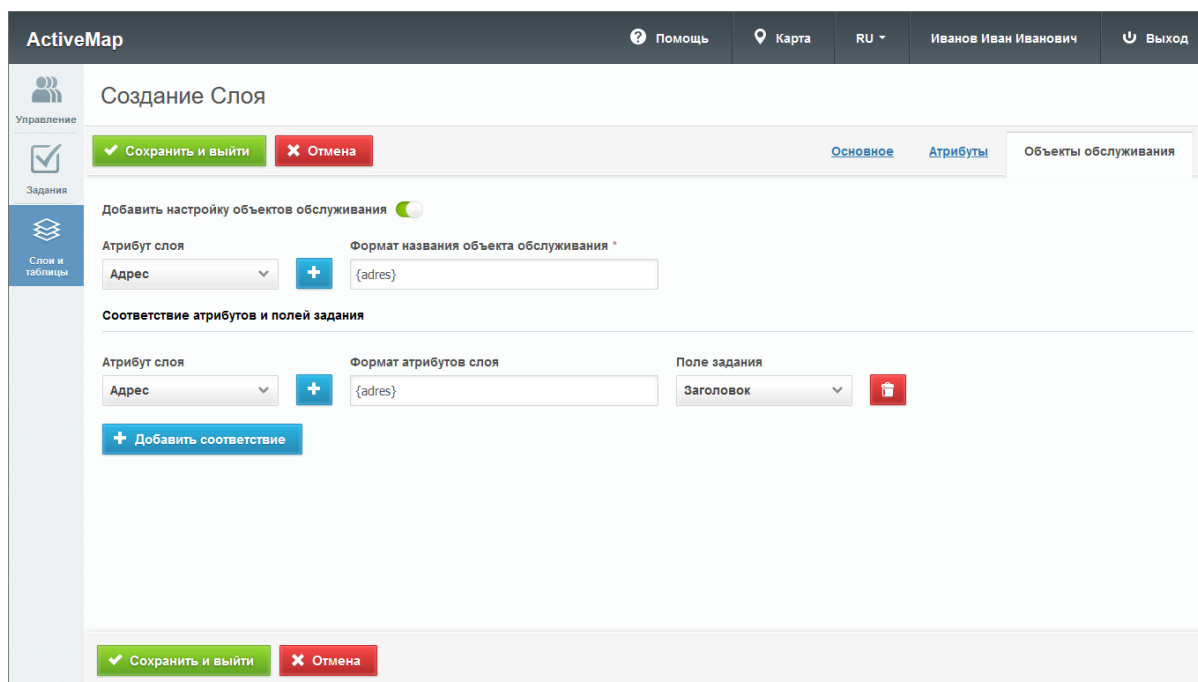 ActiveMap
Помощь
Карта
RU
Иванов Иван Иванович
Выход
Управление
Задания
Слои и
таблицы
Создание Слоя
Сохранить и выйти
Отмена
Основное
Атрибуты
Объекты обслуживания
Добавить настройку объектов обслуживания
Атрибут слоя
Формат названия объекта обслуживания *
Адрес
{adres}
Соответствие атрибутов и полей задания
Атрибут слоя
Формат атрибутов слоя
Поле задания
Адрес
{adres}
Заголовок
Добавить соответствие
Сохранить и выйти
Отмена